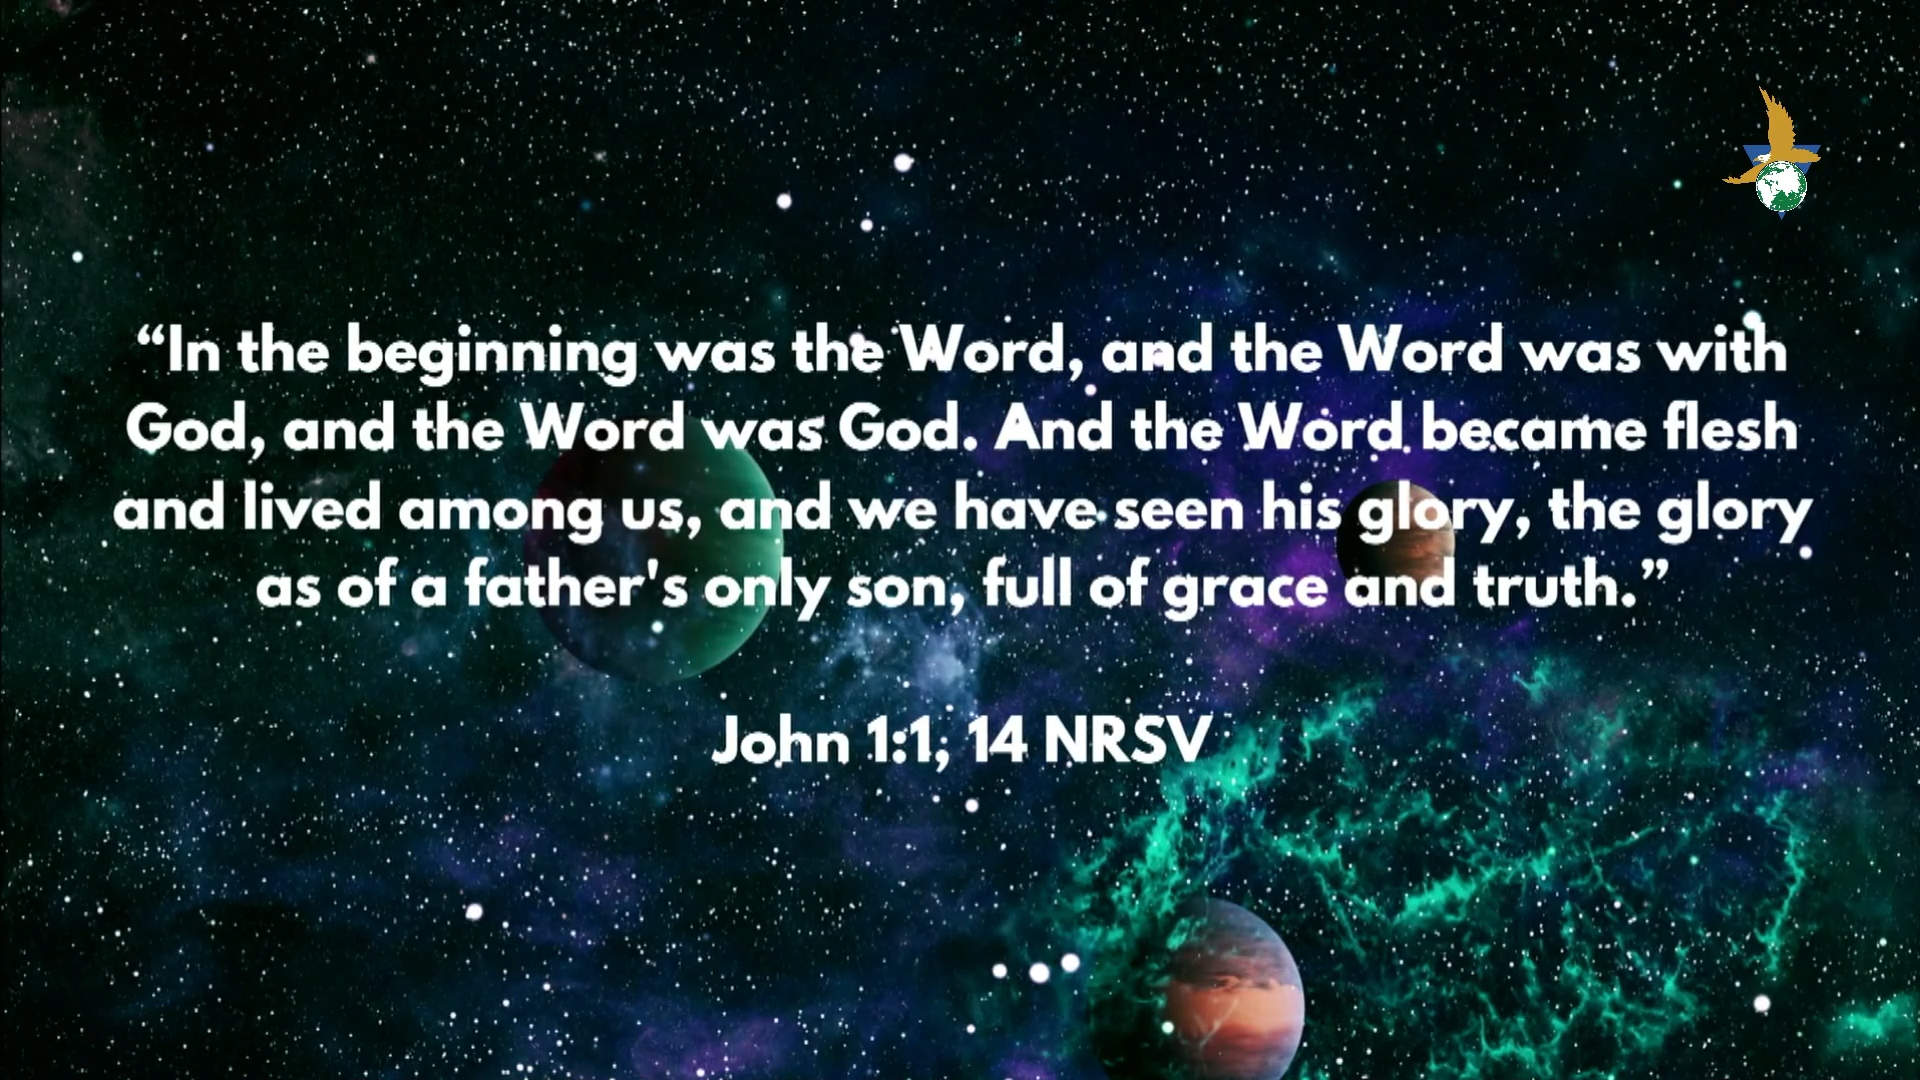 “In the beginning was the Word, and the Word was with
God, and the Word was God. And the Word became flesh
and lived among us, and we have seen his glory, the glory
as of a father's only son, full of grace and truth.”
John 1:1; 14 NRSV